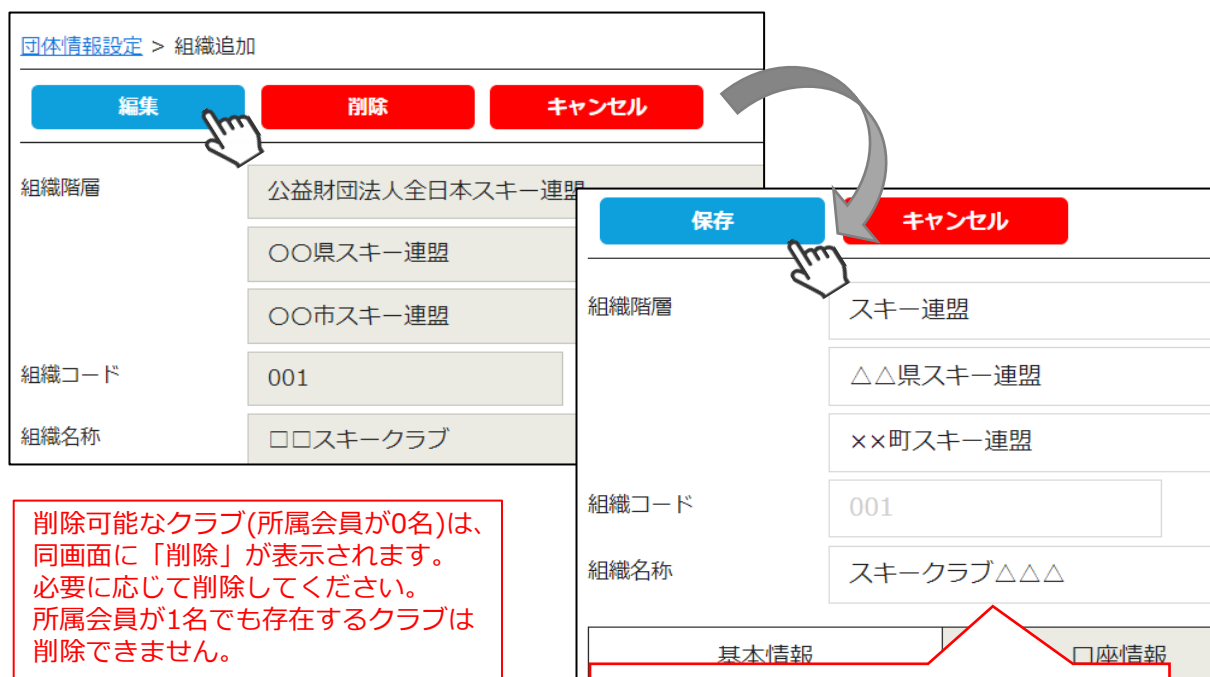 団体情報設定 > 組織追加
編集 削除 キャンセル
組織階層 公益財団法人全日本スキー連盟
〇〇県スキー連盟
〇〇市スキー連盟
組織コード 001
組織名称 □□スキークラブ
保存 キャンセル
組織階層 スキー連盟
△△県スキー連盟
××町スキー連盟
組織コード 001
組織名称 スキークラブ△△△
基本情報 口座情報
削除可能なクラブ(所属会員が0名)は、
同画面に「削除」が表示されます。
必要に応じて削除してください。
所属会員が1名でも存在するクラブは
削除できません。